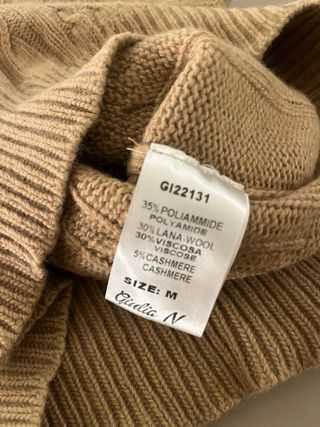 GI22131
35% POLIAMMIDE
POLYAMIDE
30% LANA-WOOL
30% VISCOSA
VISCOSE
5% CASHMERE
CASHMERE
SIZE: M
Giulia N